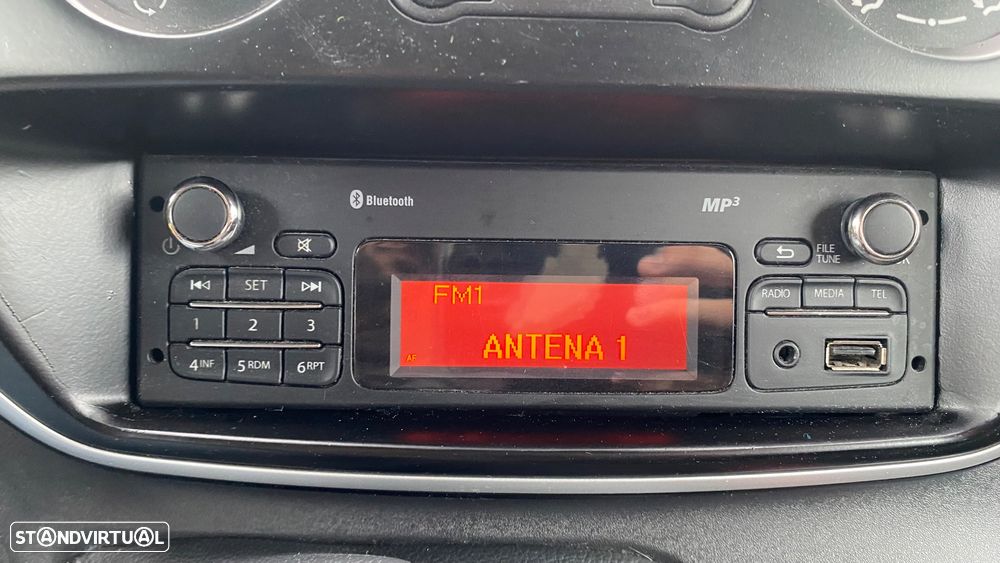 Bluetooth
MP3
FILE
TUNE
SET
RADIO MEDIA TEL
FM1
1 2 3
ANTENA 1
AF
4 INF 5 RDM 6 RPT
STANDVIRTUAL